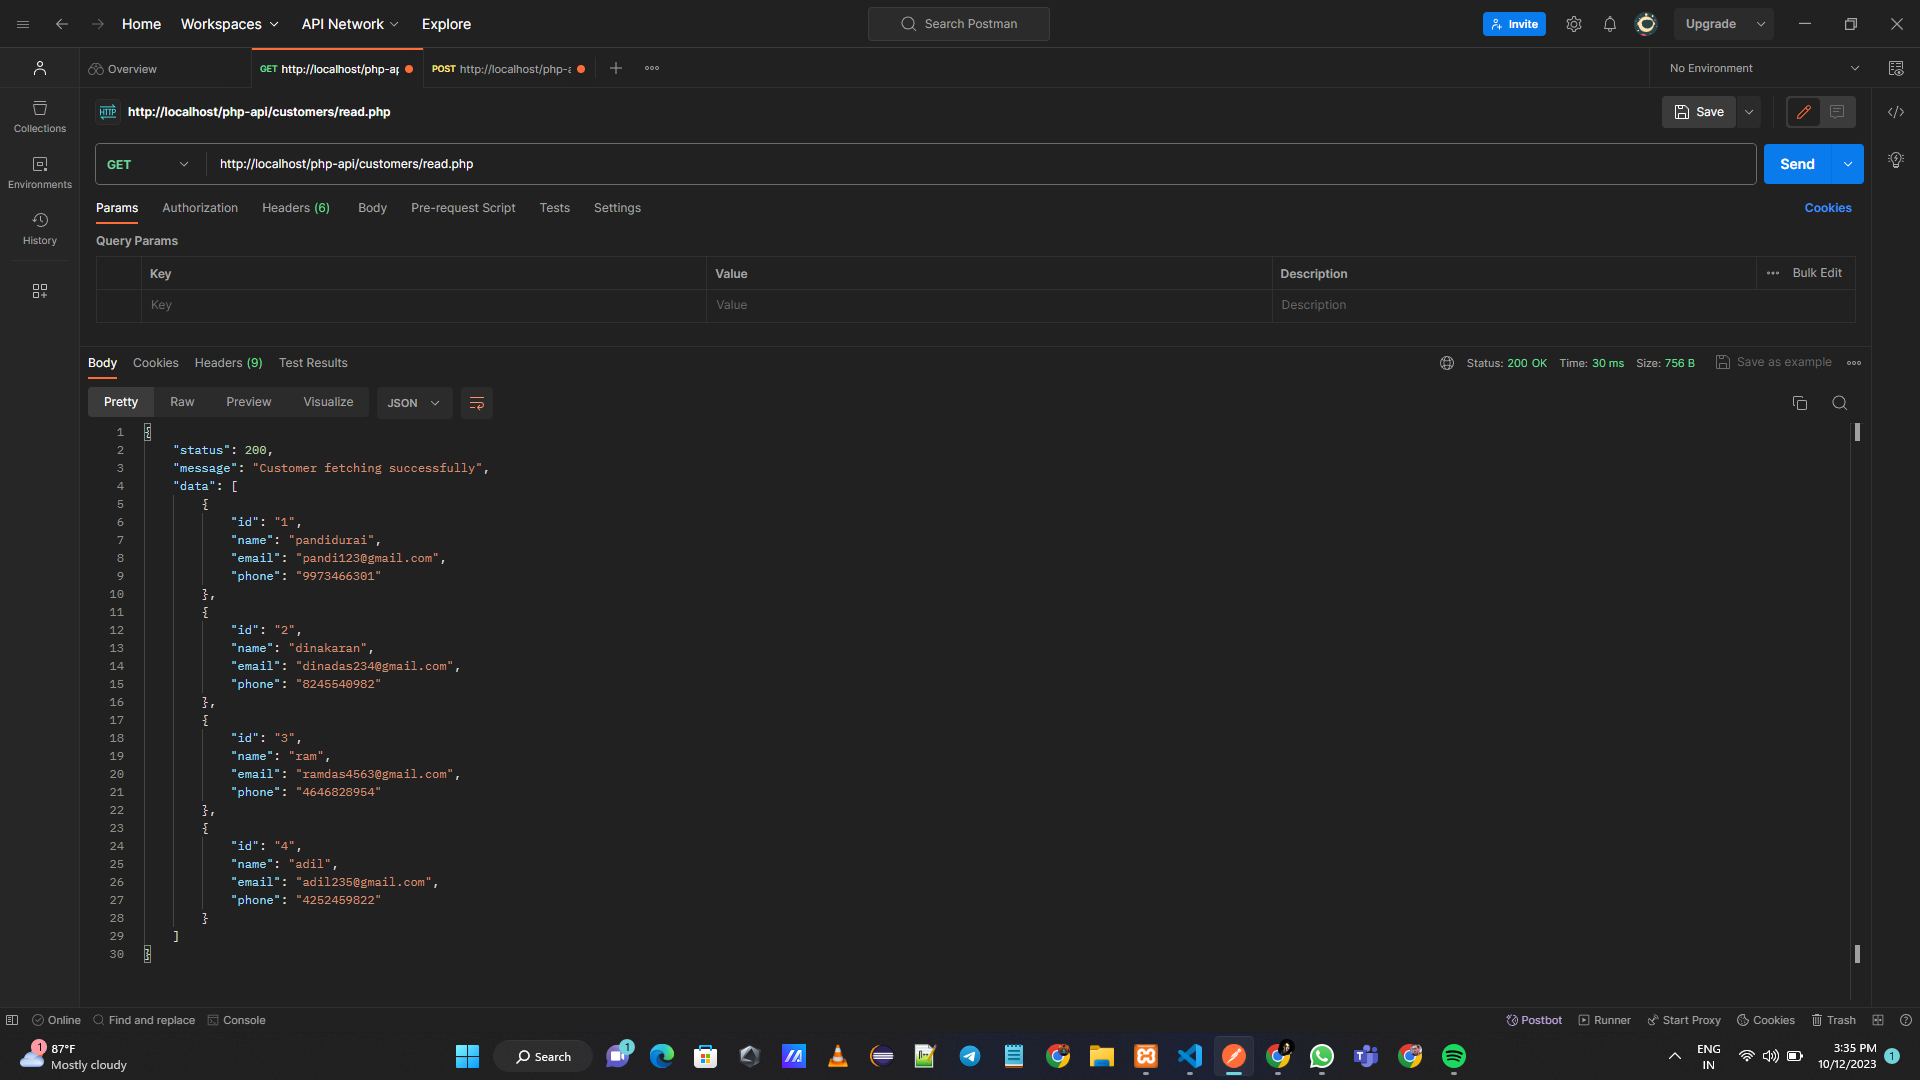 Home Workspaces API Network Explore Search Postman Invite Upgrade
Overview GET http://localhost/php-ap POST http://localhost/php- No Environment
HTTP http://localhost/php-api/customers/read.php Save
Collections
GET http://localhost/php-api/customers/read.php Send
Environments
Params Authorization Headers (6) Body Pre-request Script Tests Settings Cookies
History
Query Params
Key Value Description Bulk Edit
Key Value Description
Body Cookies Headers (9) Test Results Status: 200 OK Time: 30 ms Size: 756 B Save as example
Pretty Raw Preview Visualize JSON
1 {
2 "status": 200,
3 "message": "Customer fetching successfully",
4 "data": [
5 {
6 "id": "1",
7 "name": "pandidurai",
8 "email": "pandi123@gmail.com",
9 "phone": "9973466301"
10 },
11 {
12 "id": "2",
13 "name": "dinakaran",
14 "email": "dinadas234@gmail.com",
15 "phone": "8245540982"
16 },
17 {
18 "id": "3",
19 "name": "ram",
20 "email": "ramdas4563@gmail.com",
21 "phone": "4646828954"
22 },
23 {
24 "id": "4",
25 "name": "adil",
26 "email": "adil235@gmail.com",
27 "phone": "4252459822"
28 }
29 ]
30 }
Online Find and replace Console Postbot Runner Start Proxy Cookies Trash
1 87°F
Mostly cloudy
Search 1
ENG
IN
3:35 PM
10/12/2023 1